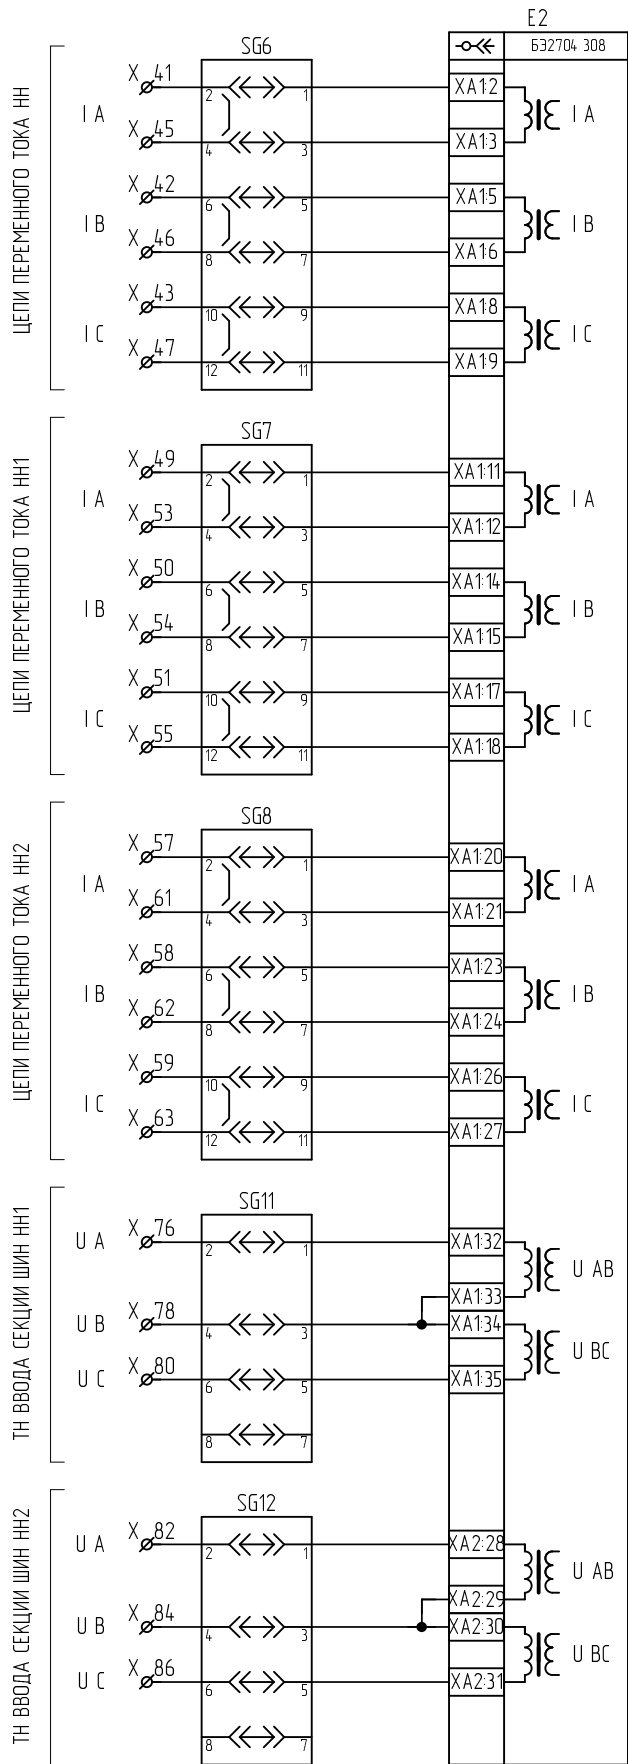 E2
SG6
БЭ2704 308
ЦЕПИ ПЕРЕМЕННОГО ТОКА НН
X 41 2 1 XA1:2
I A I A
X 45 4 3 XA1:3
X 42 6 5 XA1:5
I B I B
X 46 8 7 XA1:6
X 43 10 9 XA1:8
I C I C
X 47 12 11 XA1:9
SG7
ЦЕПИ ПЕРЕМЕННОГО ТОКА НН1
X 49 2 1 XA1:11
I A I A
X 53 4 3 XA1:12
X 50 6 5 XA1:14
I B I B
X 54 8 7 XA1:15
X 51 10 9 XA1:17
I C I C
X 55 12 11 XA1:18
SG8
ЦЕПИ ПЕРЕМЕННОГО ТОКА НН2
X 57 2 1 XA1:20
I A I A
X 61 4 3 XA1:21
X 58 6 5 XA1:23
I B I B
X 62 8 7 XA1:24
X 59 10 9 XA1:26
I C I C
X 63 12 11 XA1:27
SG11
ТН ВВОДА СЕКЦИИ ШИН НН1
U A X 76 2 1 XA1:32
U AB
XA1:33
U B X 78 4 3 XA1:34
U BC
U C X 80 6 5 XA1:35
8 7
SG12
ТН ВВОДА СЕКЦИИ ШИН НН2
U A X 82 2 1 XA2:28
U AB
XA2:29
U B X 84 4 3 XA2:30
U BC
U C X 86 6 5 XA2:31
8 7